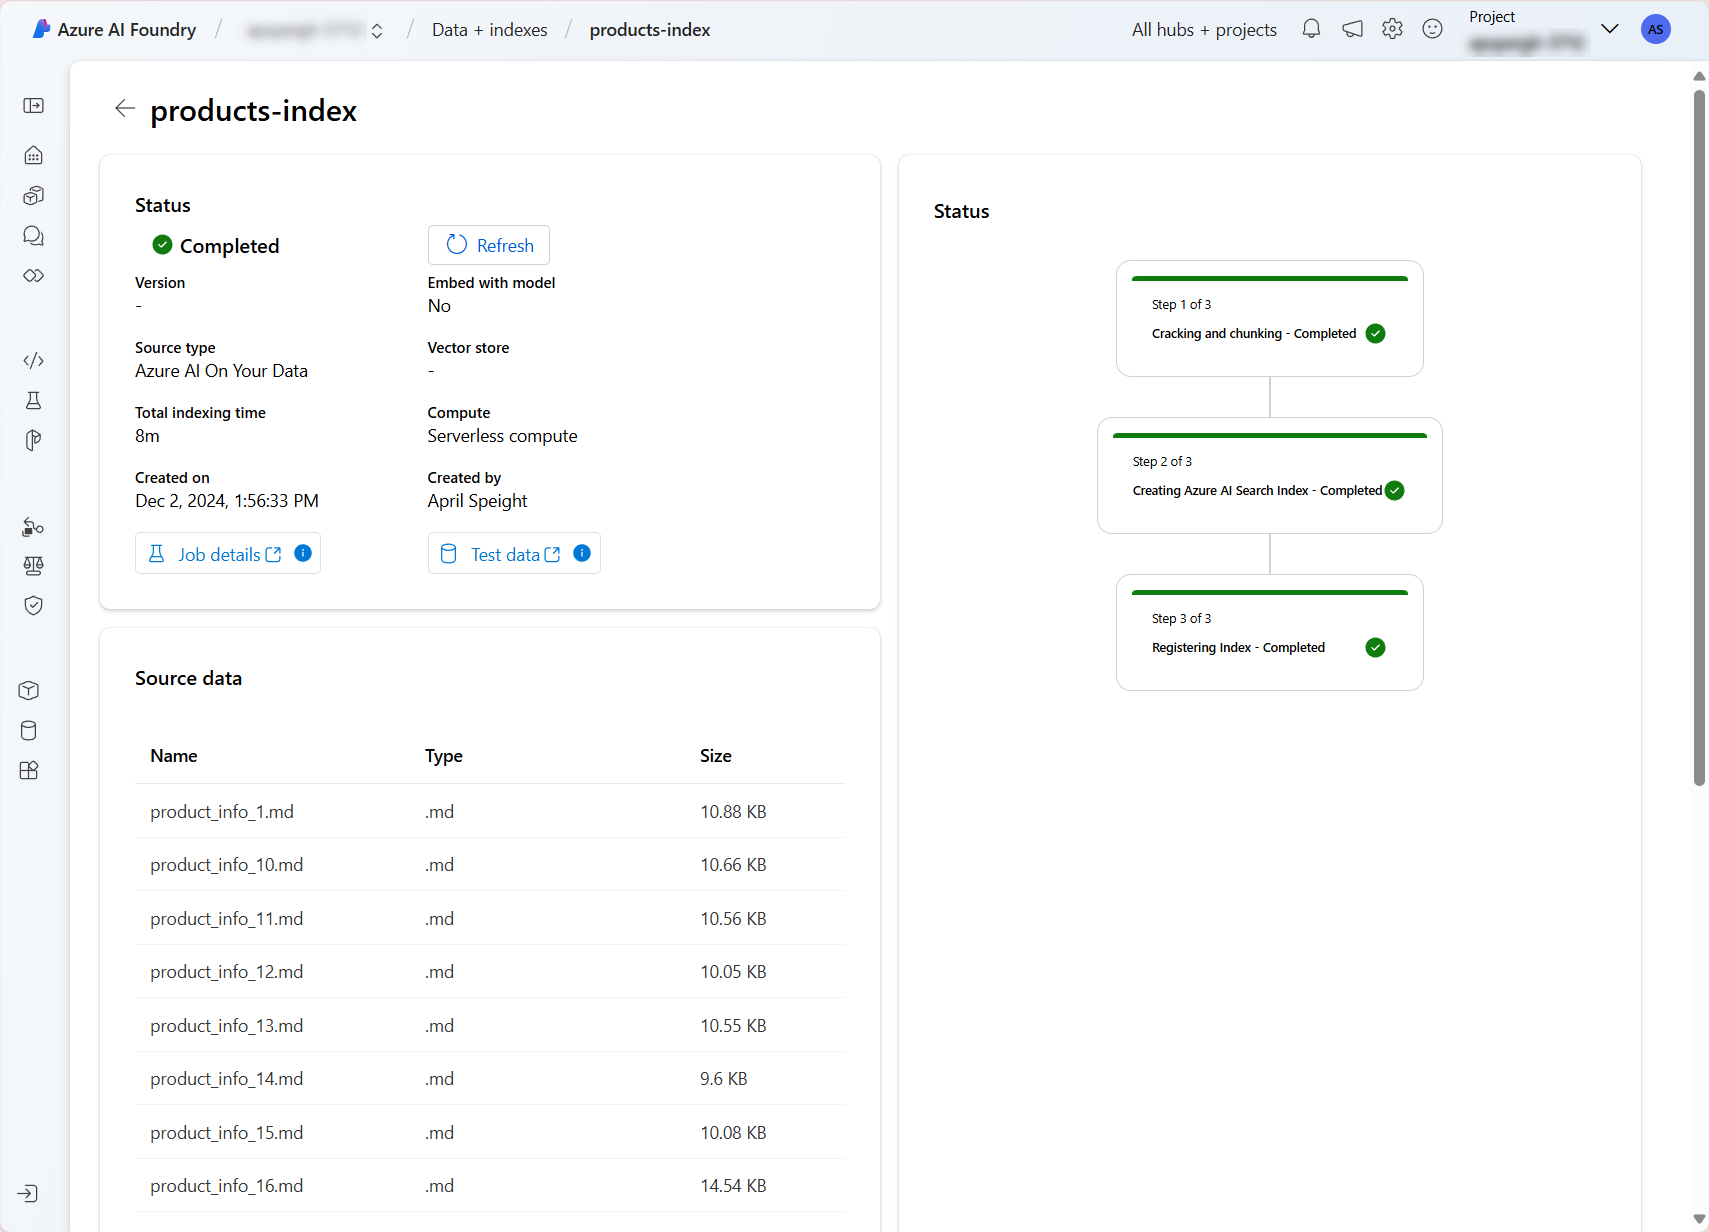 Azure AI Foundry / / Data + indexes / products-index
All hubs + projects
Project
AS
products-index
Status
Completed
Refresh
Version
-
Embed with model
No
Source type
Azure AI On Your Data
Vector store
-
Total indexing time
8m
Compute
Serverless compute
Created on
Dec 2, 2024, 1:56:33 PM
Created by
April Speight
Job details
Test data
Source data
Name Type Size
product_info_1.md .md 10.88 KB
product_info_10.md .md 10.66 KB
product_info_11.md .md 10.56 KB
product_info_12.md .md 10.05 KB
product_info_13.md .md 10.55 KB
product_info_14.md .md 9.6 KB
product_info_15.md .md 10.08 KB
product_info_16.md .md 14.54 KB
Status
Step 1 of 3
Cracking and chunking - Completed
Step 2 of 3
Creating Azure AI Search Index - Completed
Step 3 of 3
Registering Index - Completed